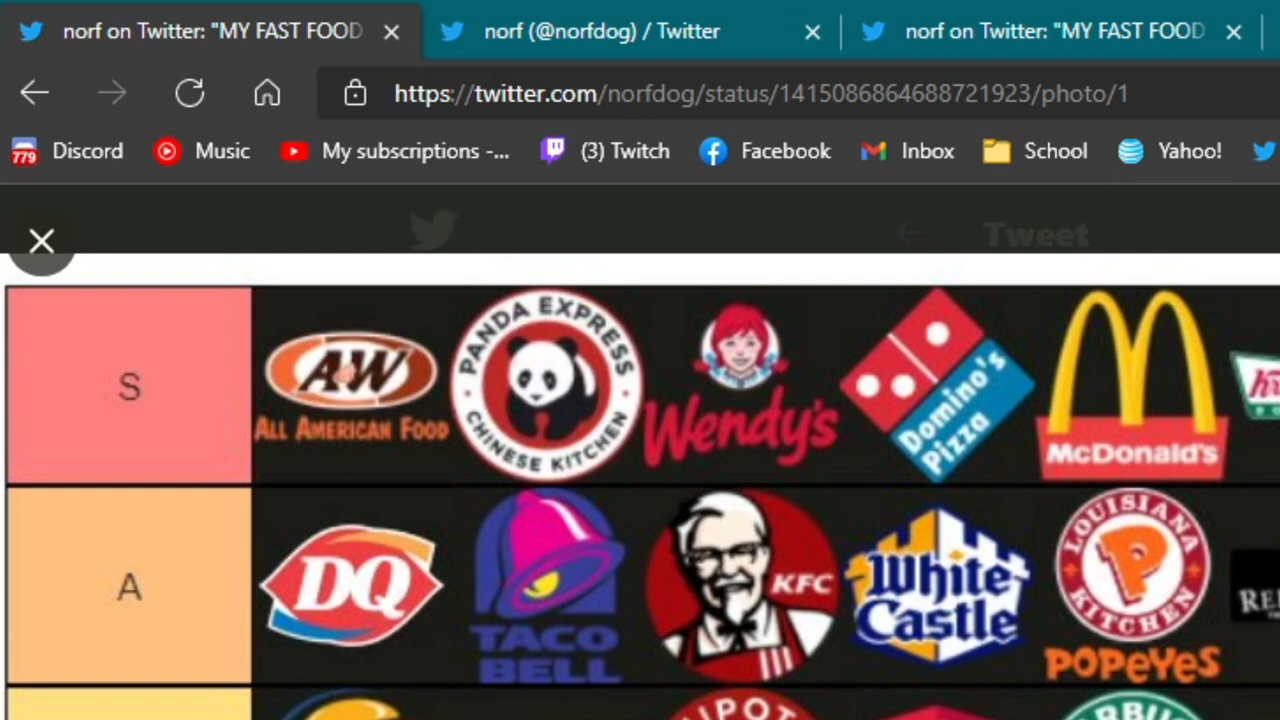 norf on Twitter: "MY FAST FOOD
norf (@norfdog) / Twitter
norf on Twitter: "MY FAST FOOD
https://twitter.com/norfdog/status/1415086864688721923/photo/1
779 Discord
Music
My subscriptions -...
(3) Twitch
Facebook
Inbox
School
Yahoo!
Tweet
S
A&W
ALL AMERICAN FOOD
PANDA EXPRESS
CHINESE KITCHEN
Wendy's
Domino's
Pizza
McDonald's
A
DQ
TACO
BELL
KFC
White
Castle
LOUISIANA
P
KITCHEN
POPEYES